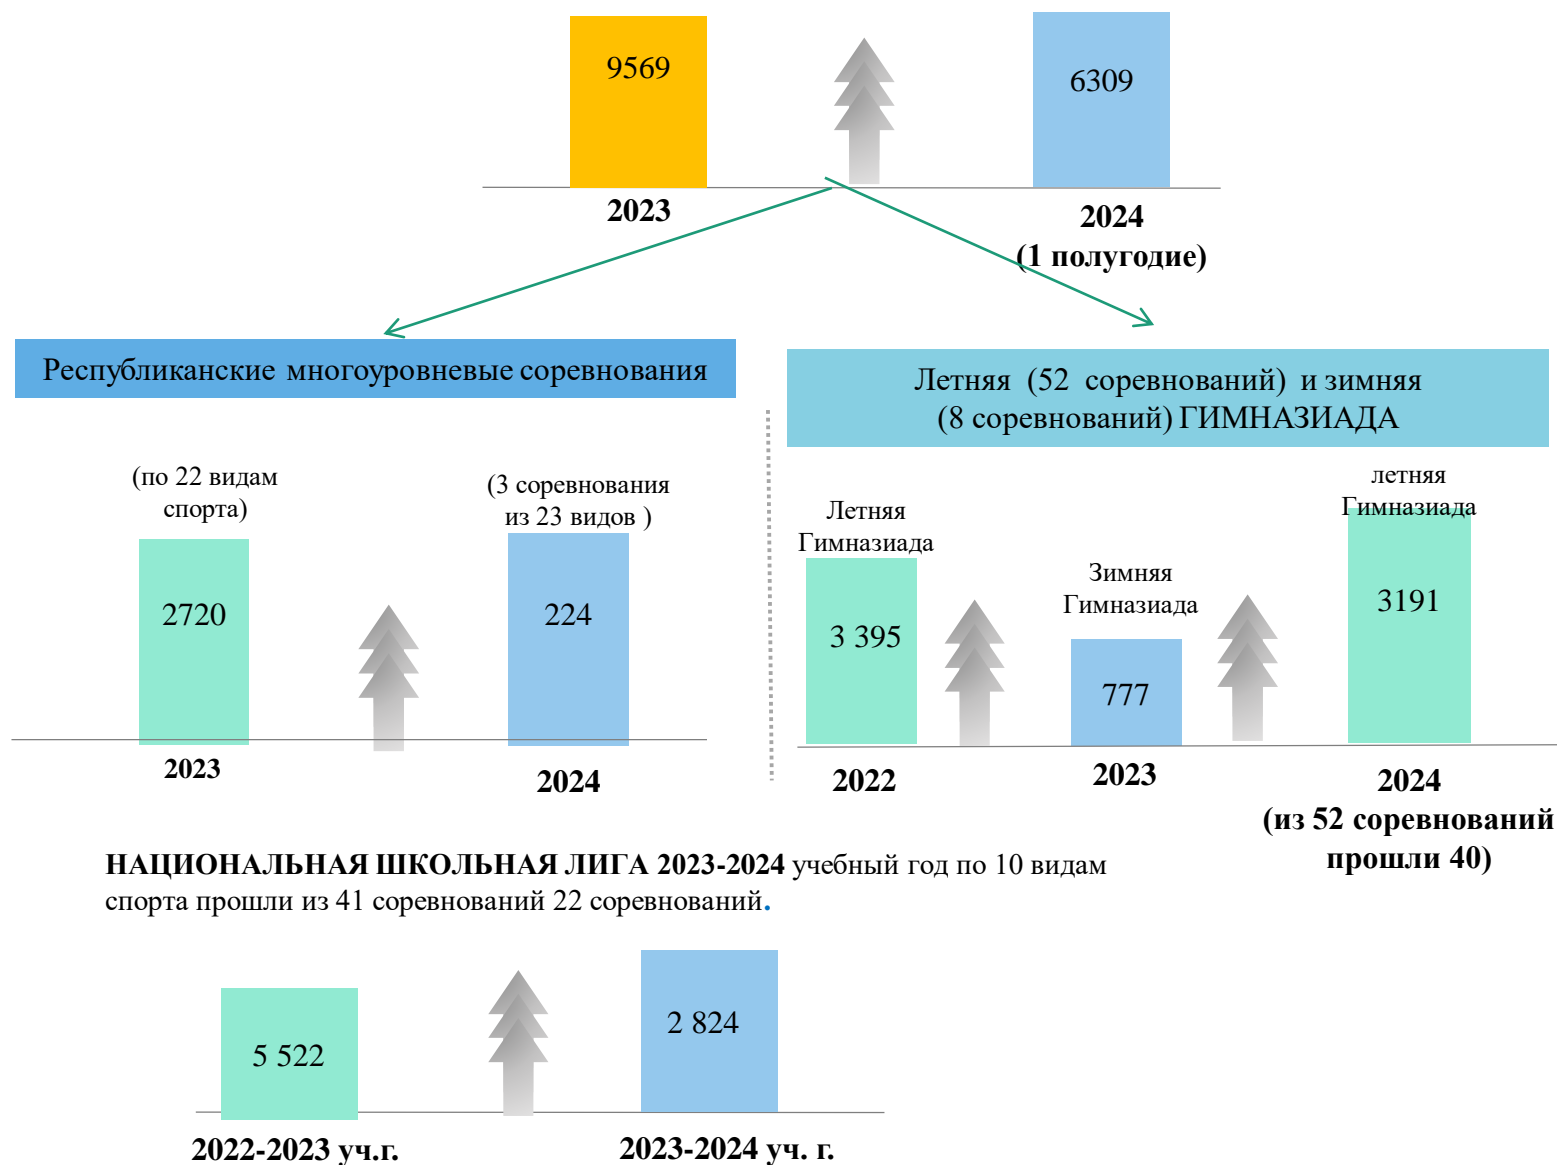 9569
6309
2023
2024
(1 полугодие)
Республиканские многоуровневые соревнования
Летняя (52 соревнований) и зимняя
(8 соревнований) ГИМНАЗИАДА
(по 22 видам
спорта)
(3 соревнования
из 23 видов )
2720
224
2023
2024
Летняя
Гимназиада
Зимняя
Гимназиада
летняя
Гимназиада
3 395
777
3191
2022
2023
2024
(из 52 соревнований
прошли 40)
НАЦИОНАЛЬНАЯ ШКОЛЬНАЯ ЛИГА 2023-2024 учебный год по 10 видам
спорта прошли из 41 соревнований 22 соревнований.
5 522
2 824
2022-2023 уч.г.
2023-2024 уч. г.